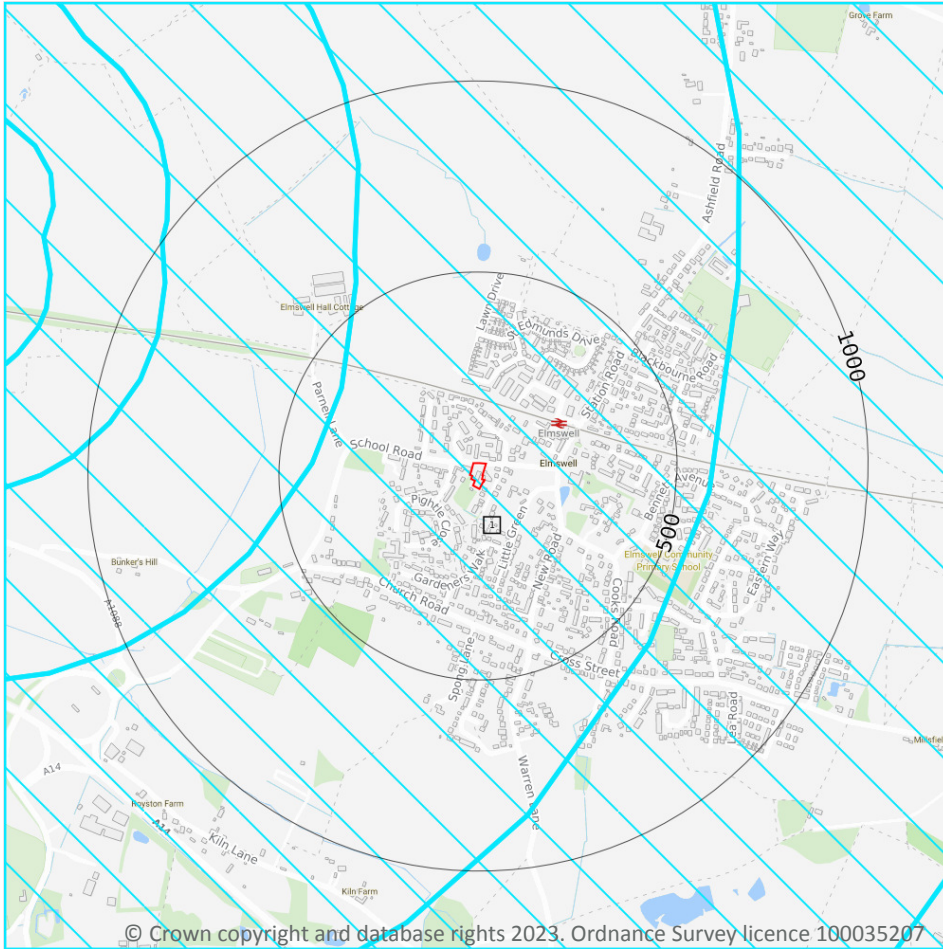 Grove Farm
Ashfield Road
Elmswell Hall Cottage
Lawn Drive
St Edmunds Drive
Blackbourne Road
1000
Station Road
Parnell Lane
Elmswell
School Road
Elmswell
Bennet Avenue
Pightle Close
500
1
Little Green
New Road
Elmswell Community
Primary School
Eastern Way
Bunker's Hill
Gardeners Walk
Church Road
Cooks Road
A1088
Cross Street
Spong Lane
Lea Road
A14
Warren Lane
Royston Farm
A14
Kiln Lane
Kiln Farm
© Crown copyright and database rights 2023. Ordnance Survey licence 100035207